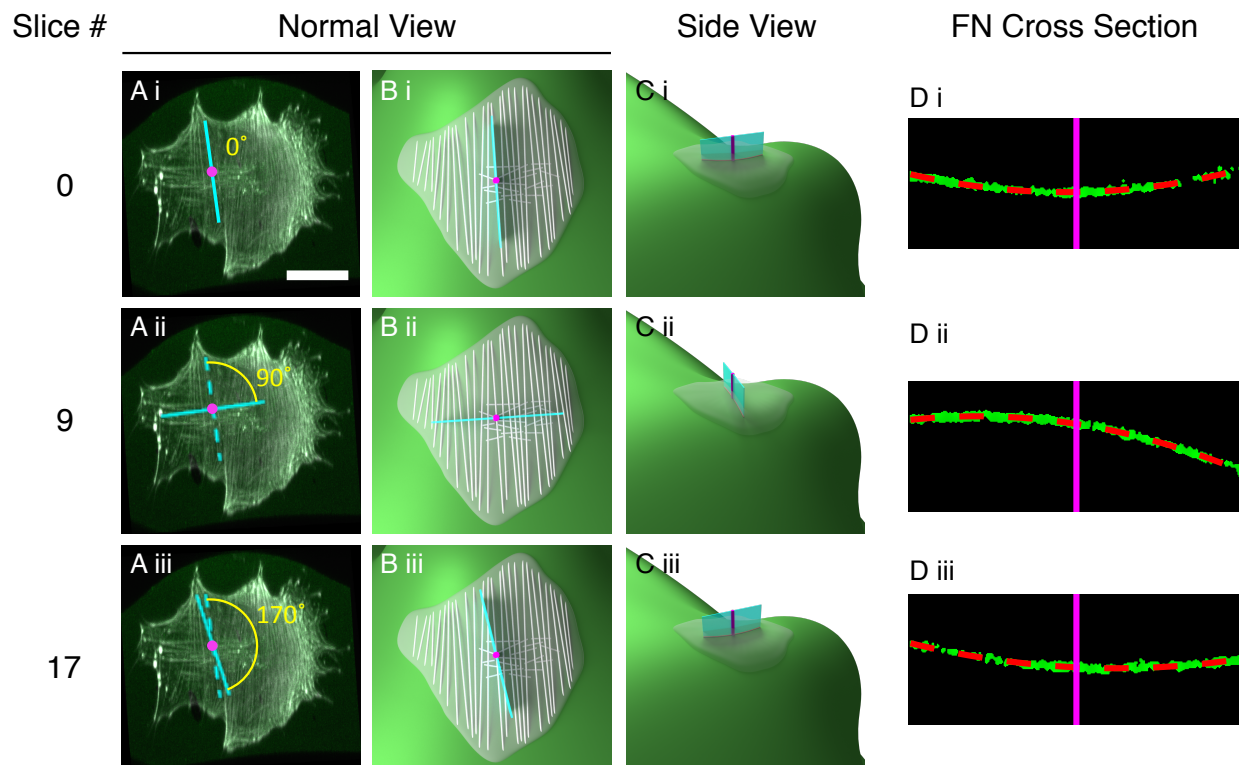 Slice # Normal View Side View FN Cross Section
A i B i C i D i
0˚
0
A ii B ii C ii D ii
90˚
9
A iii B iii C iii D iii
170˚
17